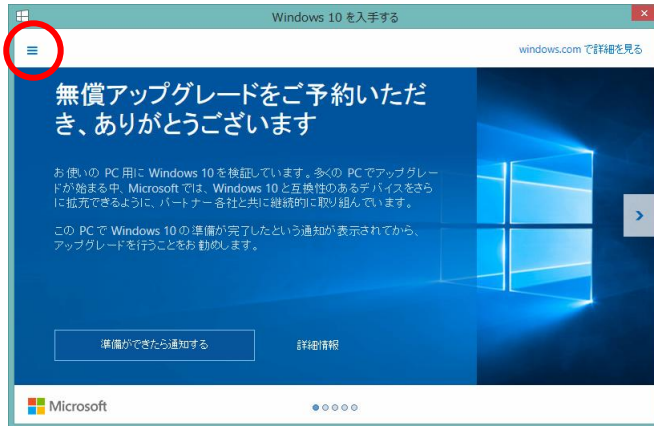 Windows 10 を入手する
windows.com で詳細を見る
無償アップグレードをご予約いただ
き、ありがとうございます
お使いの PC 用に Windows 10 を検証しています。多くの PC でアップグレー
ドが始まる中、Microsoft では、Windows 10 と互換性のあるデバイスをさら
に拡充できるように、パートナー各社と共に継続的に取り組んでいます。
この PC で Windows 10 の準備が完了したという通知が表示されてから、
アップグレードを行うことをお勧めします。
準備ができたら通知する
詳細情報
Microsoft